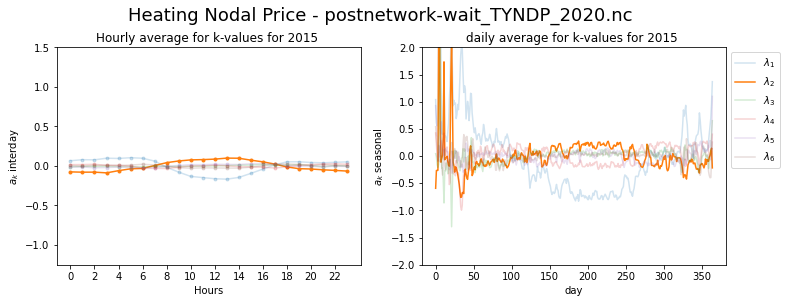 Heating Nodal Price - postnetwork-wait_TYNDP_2020.nc
Hourly average for k-values for 2015
1.5
1.0
0.5
0.0
−0.5
−1.0
a_k interday
0 2 4 6 8 10 12 14 16 18 20 22
Hours
daily average for k-values for 2015
2.0
1.5
1.0
0.5
0.0
−0.5
−1.0
−1.5
−2.0
a_k seasonal
0 50 100 150 200 250 300 350
day
λ₁
λ₂
λ₃
λ₄
λ₅
λ₆